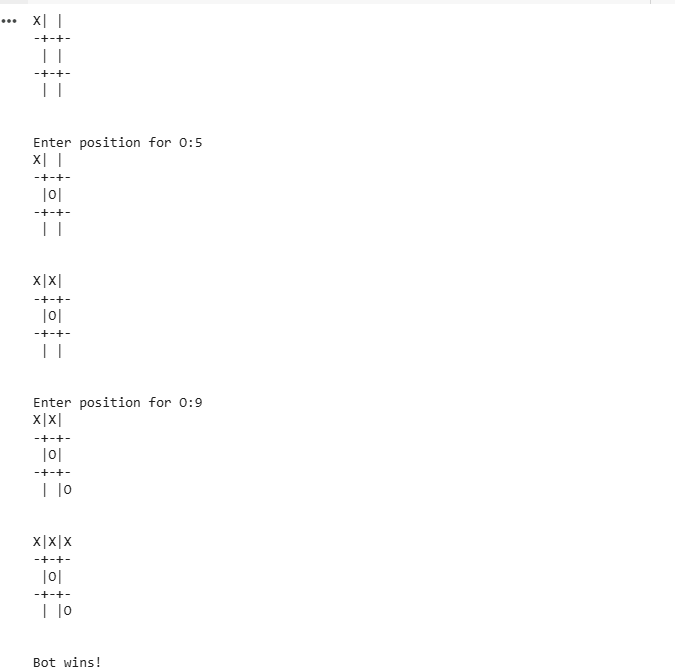 X| |
-+-+-
 | |
-+-+-
 | |
Enter position for O:5
X| |
-+-+-
 |O|
-+-+-
 | |
X|X|
-+-+-
 |O|
-+-+-
 | |
Enter position for O:9
X|X|
-+-+-
 |O|
-+-+-
 | |O
X|X|X
-+-+-
 |O|
-+-+-
 | |O
Bot wins!